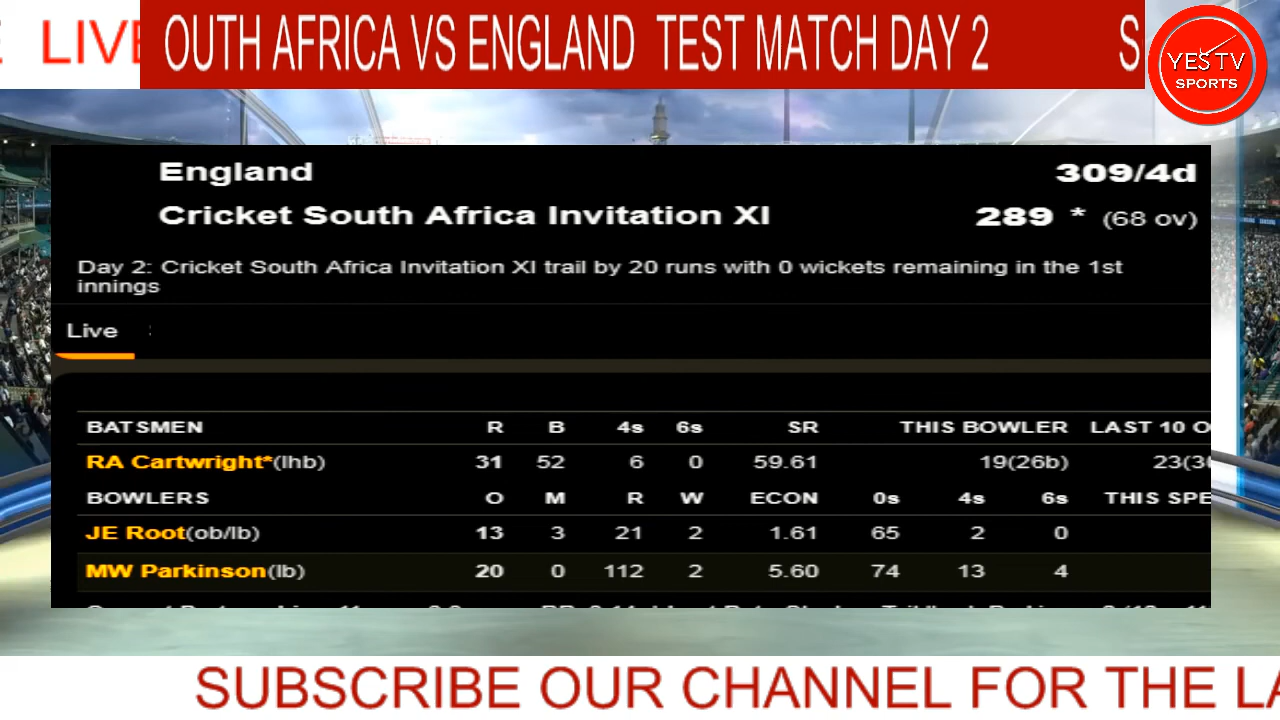 LIVE
OUTH AFRICA VS ENGLAND TEST MATCH DAY 2
S
YES TV
SPORTS
England 309/4d
Cricket South Africa Invitation XI 289 * (68 ov)
Day 2: Cricket South Africa Invitation XI trail by 20 runs with 0 wickets remaining in the 1st
innings
Live
BATSMEN R B 4s 6s SR THIS BOWLER LAST 10 O
RA Cartwright*(lhb) 31 52 6 0 59.61 19(26b) 23(3
BOWLERS O M R W ECON 0s 4s 6s THIS SPE
JE Root(ob/lb) 13 3 21 2 1.61 65 2 0
MW Parkinson(lb) 20 0 112 2 5.60 74 13 4
SUBSCRIBE OUR CHANNEL FOR THE LA